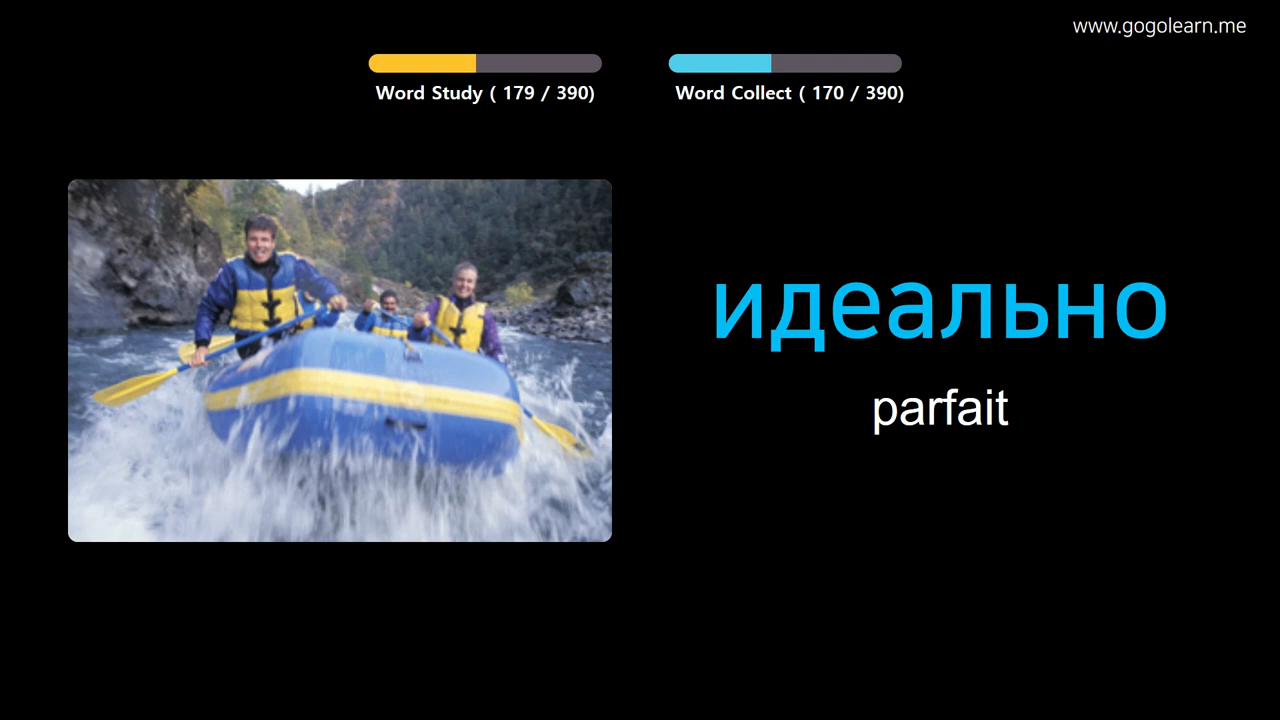 www.gogolearn.me
Word Study ( 179 / 390)
Word Collect ( 170 / 390)
идеально
parfait